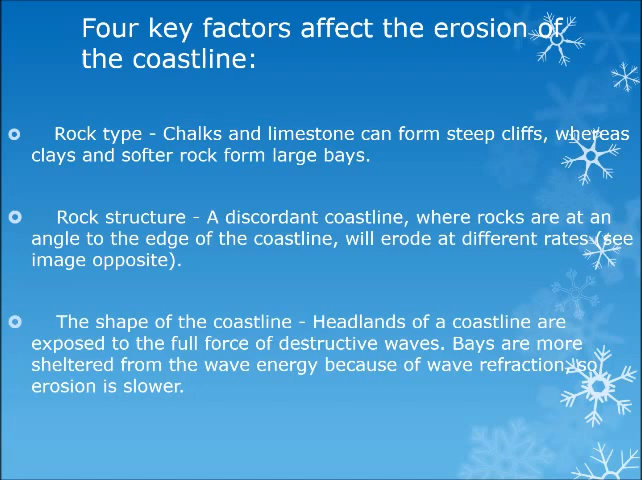 Four key factors affect the erosion of
the coastline:
Rock type - Chalks and limestone can form steep cliffs, whereas
clays and softer rock form large bays.
Rock structure - A discordant coastline, where rocks are at an
angle to the edge of the coastline, will erode at different rates (see
image opposite).
The shape of the coastline - Headlands of a coastline are
exposed to the full force of destructive waves. Bays are more
sheltered from the wave energy because of wave refraction, so
erosion is slower.